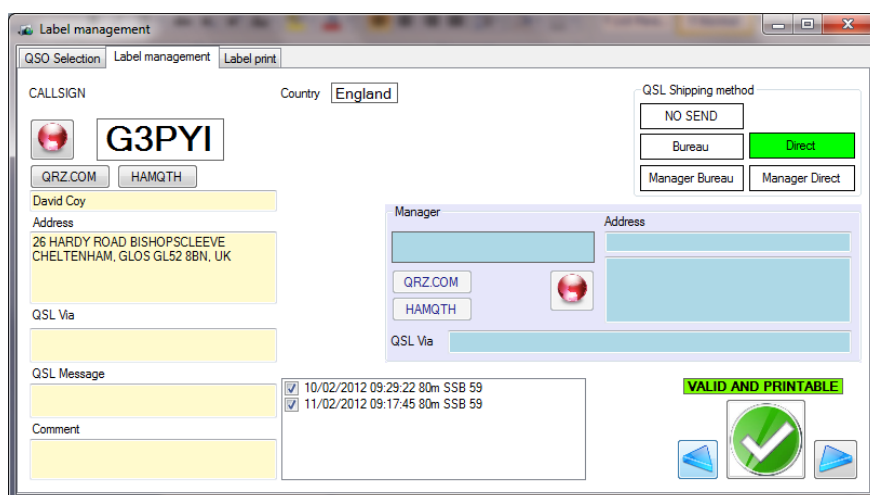 Label management
QSO Selection
Label management
Label print
CALLSIGN
Country
England
G3PYI
QRZ.COM
HAMQTH
David Coy
Address
26 HARDY ROAD BISHOPSCLEEVE
CHELTENHAM, GLOS GL52 8BN, UK
QSL Via
QSL Message
Comment
QSL Shipping method
NO SEND
Bureau
Direct
Manager Bureau
Manager Direct
Manager
Address
QRZ.COM
HAMQTH
QSL Via
10/02/2012 09:29:22 80m SSB 59
11/02/2012 09:17:45 80m SSB 59
VALID AND PRINTABLE